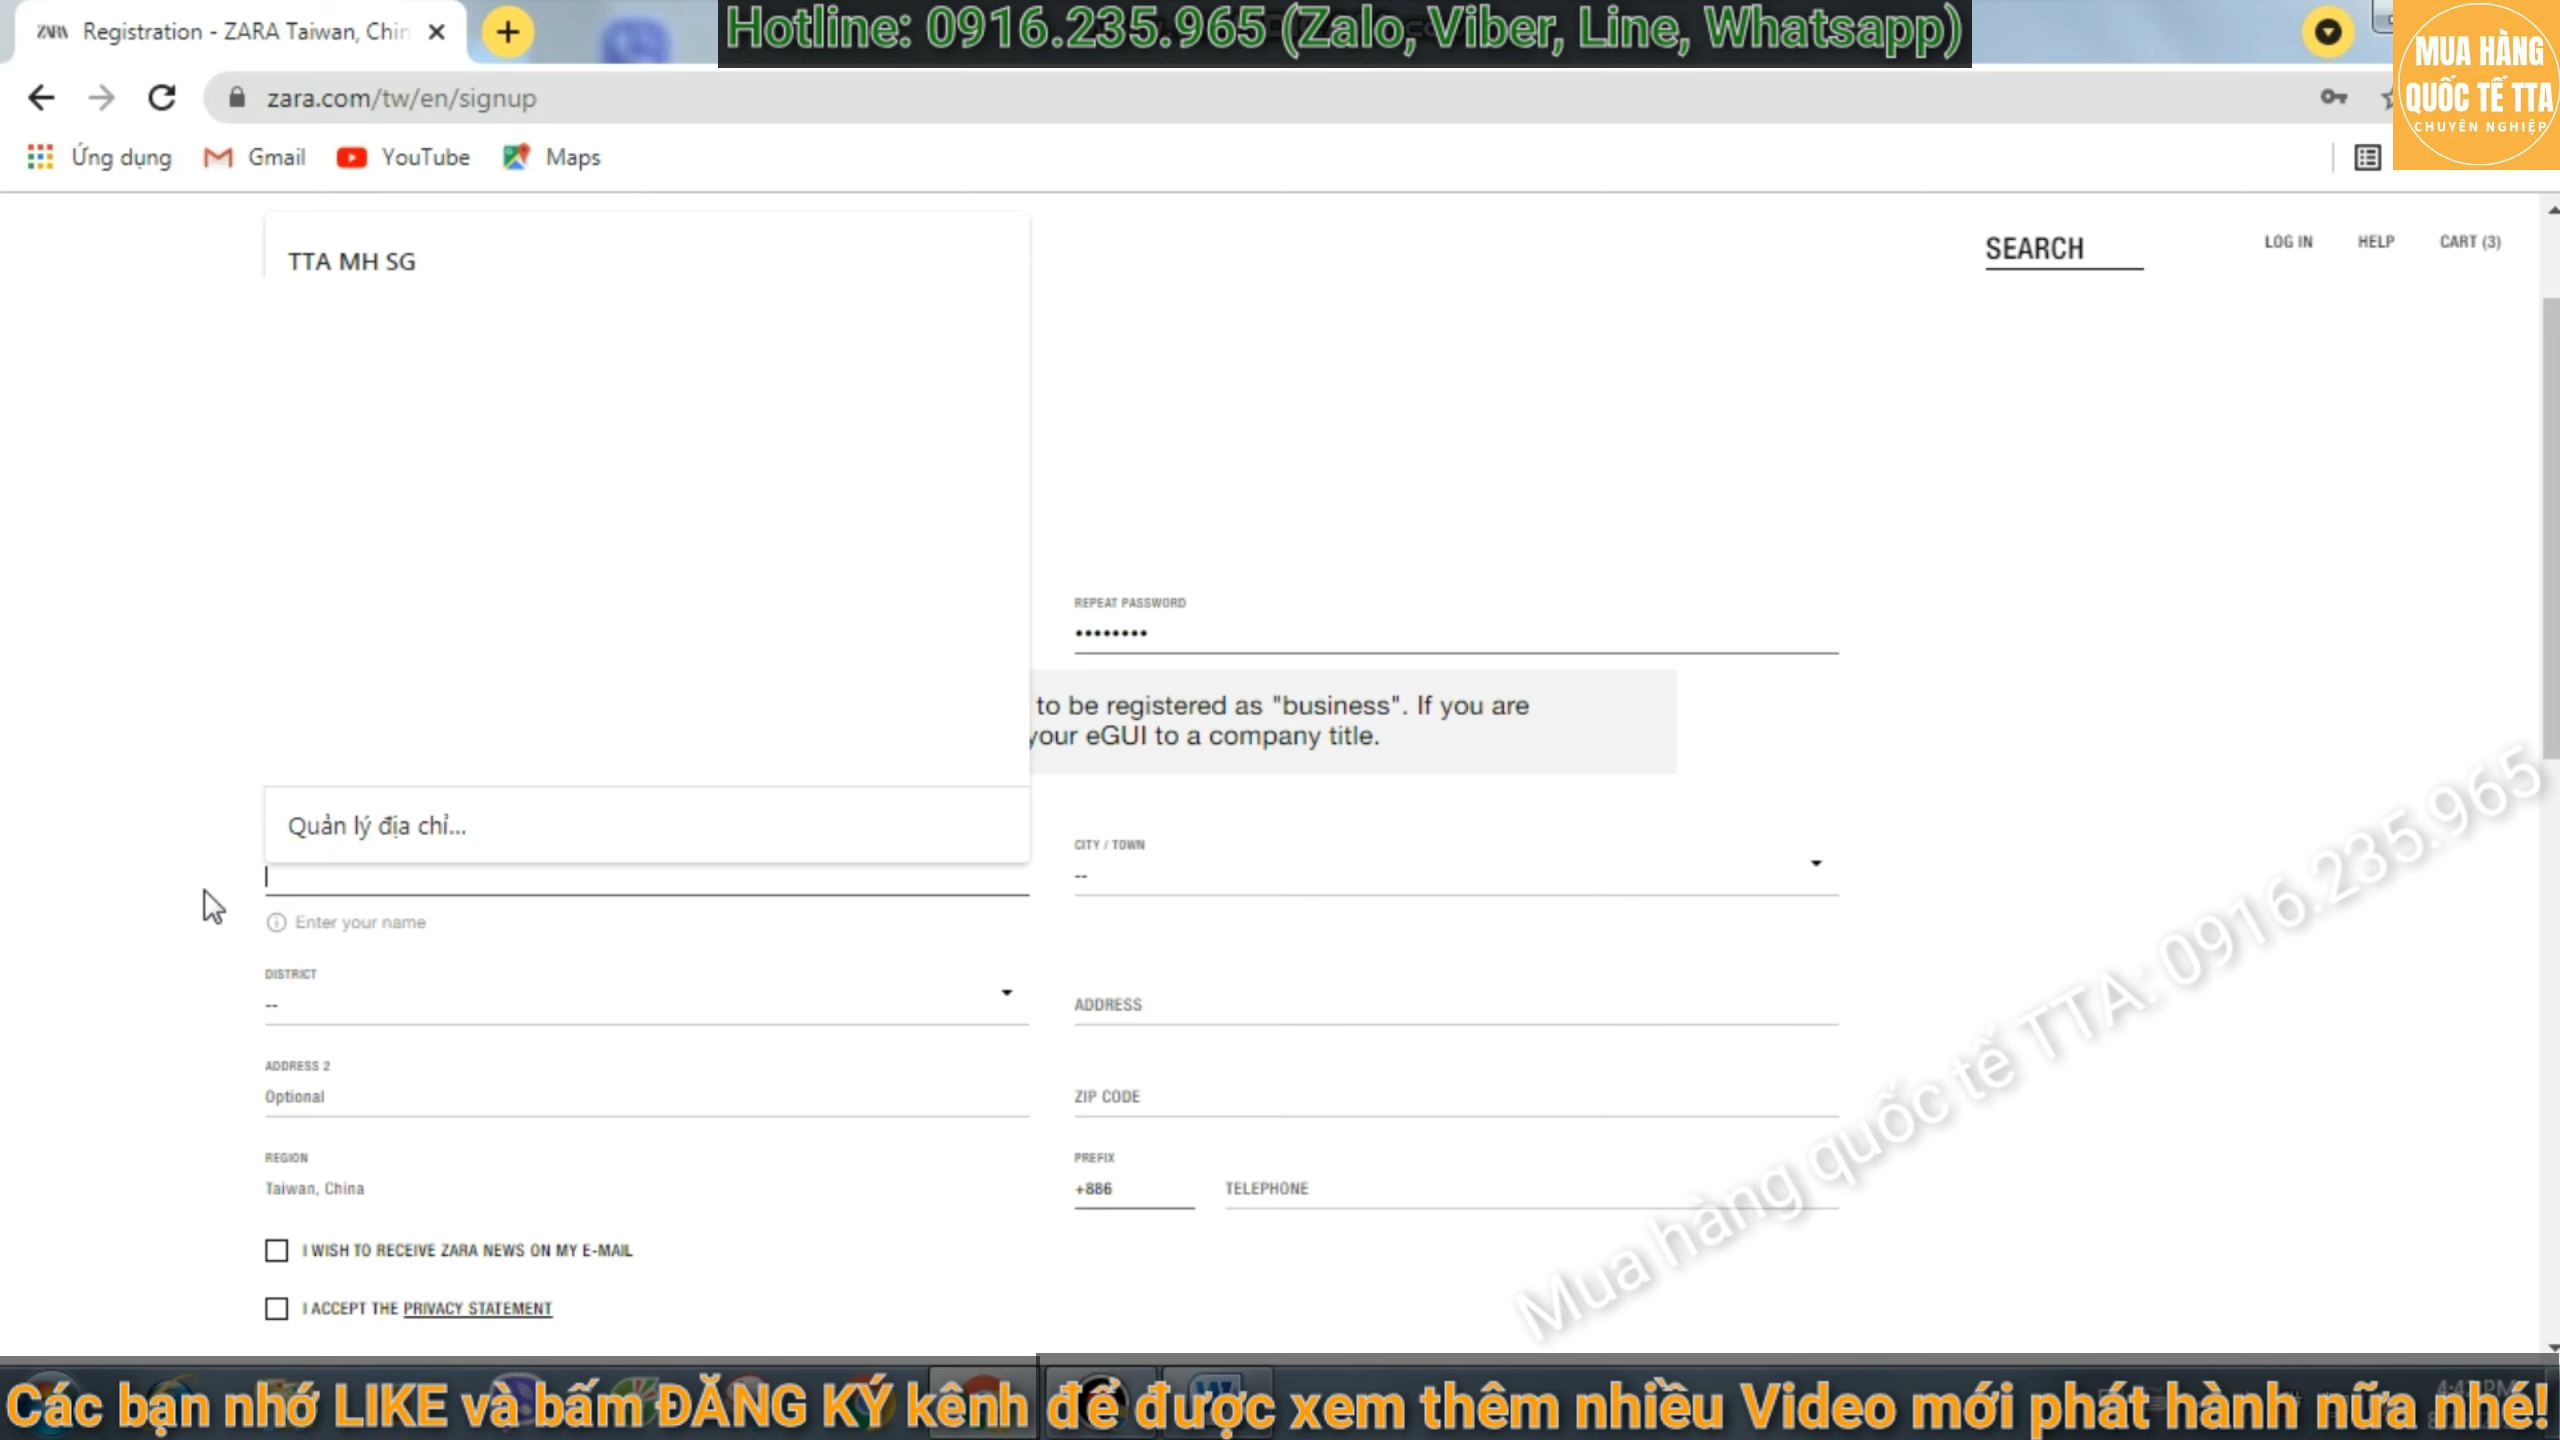 ZARA Registration - ZARA Taiwan, Chin
Hotline: 0916.235.965 (Zalo, Viber, Line, Whatsapp)
MUA HÀNG
QUỐC TẾ TTA
CHUYÊN NGHIỆP
zara.com/tw/en/signup
Ứng dụng Gmail YouTube Maps
TTA MH SG
SEARCH LOG IN HELP CART (3)
REPEAT PASSWORD
••••••••
to be registered as "business". If you are
your eGUI to a company title.
Quản lý địa chỉ...
CITY / TOWN
--
Enter your name
DISTRICT
--
ADDRESS
ADDRESS 2
Optional
ZIP CODE
REGION
Taiwan, China
PREFIX
+886
TELEPHONE
I WISH TO RECEIVE ZARA NEWS ON MY E-MAIL
I ACCEPT THE PRIVACY STATEMENT
Mua hàng quốc tế TTA: 0916.235.965
Các bạn nhớ LIKE và bấm ĐĂNG KÝ kênh để được xem thêm nhiều Video mới phát hành nữa nhé!